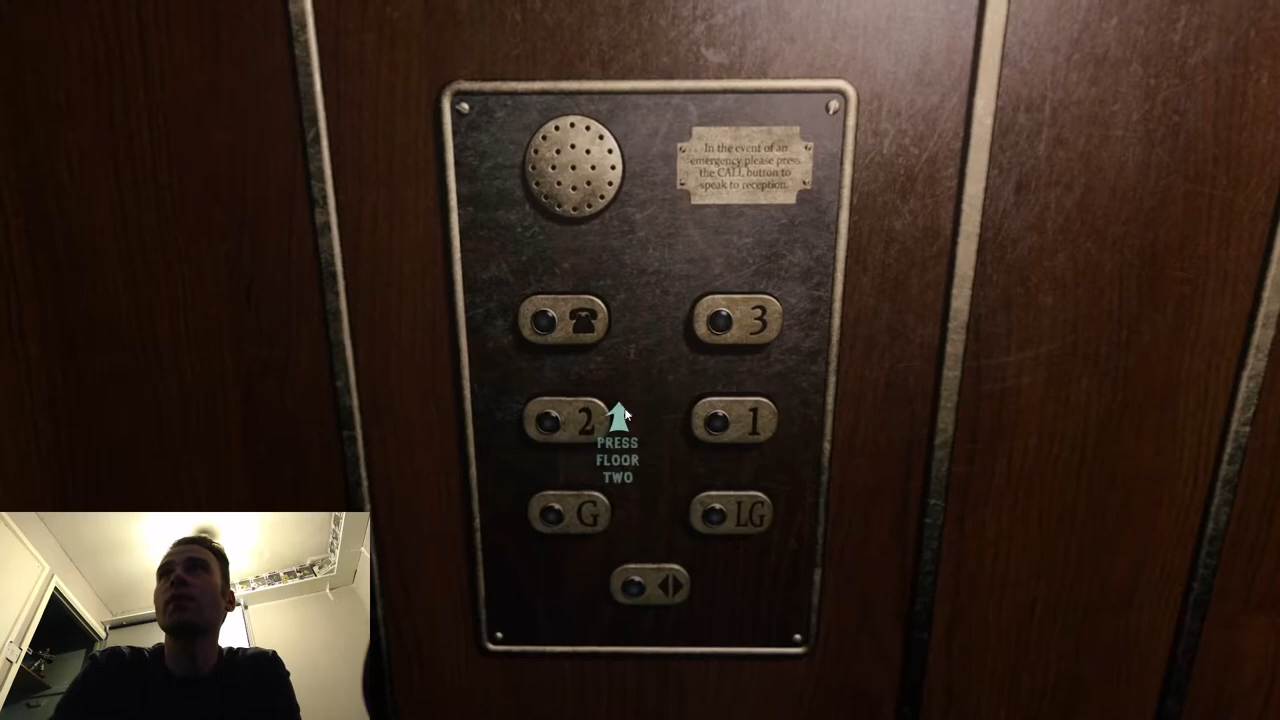 In the event of an
emergency please press
the CALL button to
speak to reception.
3
2
1
PRESS
FLOOR
TWO
G
LG